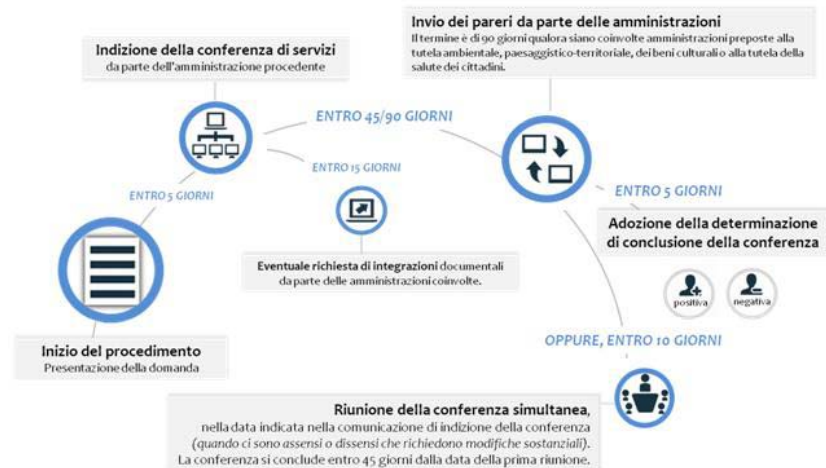 Invio dei pareri da parte delle amministrazioni
Il termine è di 90 giorni qualora siano coinvolte amministrazioni preposte alla
tutela ambientale, paesaggistico-territoriale, dei beni culturali o alla tutela della
salute dei cittadini.
Indizione della conferenza di servizi
da parte dell'amministrazione procedente
ENTRO 45/90 GIORNI
ENTRO 15 GIORNI
ENTRO 5 GIORNI
ENTRO 5 GIORNI
Adozione della determinazione
di conclusione della conferenza
positiva
negativa
Eventuale richiesta di integrazioni documentali
da parte delle amministrazioni coinvolte.
OPPURE, ENTRO 10 GIORNI
Inizio del procedimento
Presentazione della domanda
Riunione della conferenza simultanea,
nella data indicata nella comunicazione di indizione della conferenza
(quando ci sono assensi o dissensi che richiedono modifiche sostanziali).
La conferenza si conclude entro 45 giorni dalla data della prima riunione.